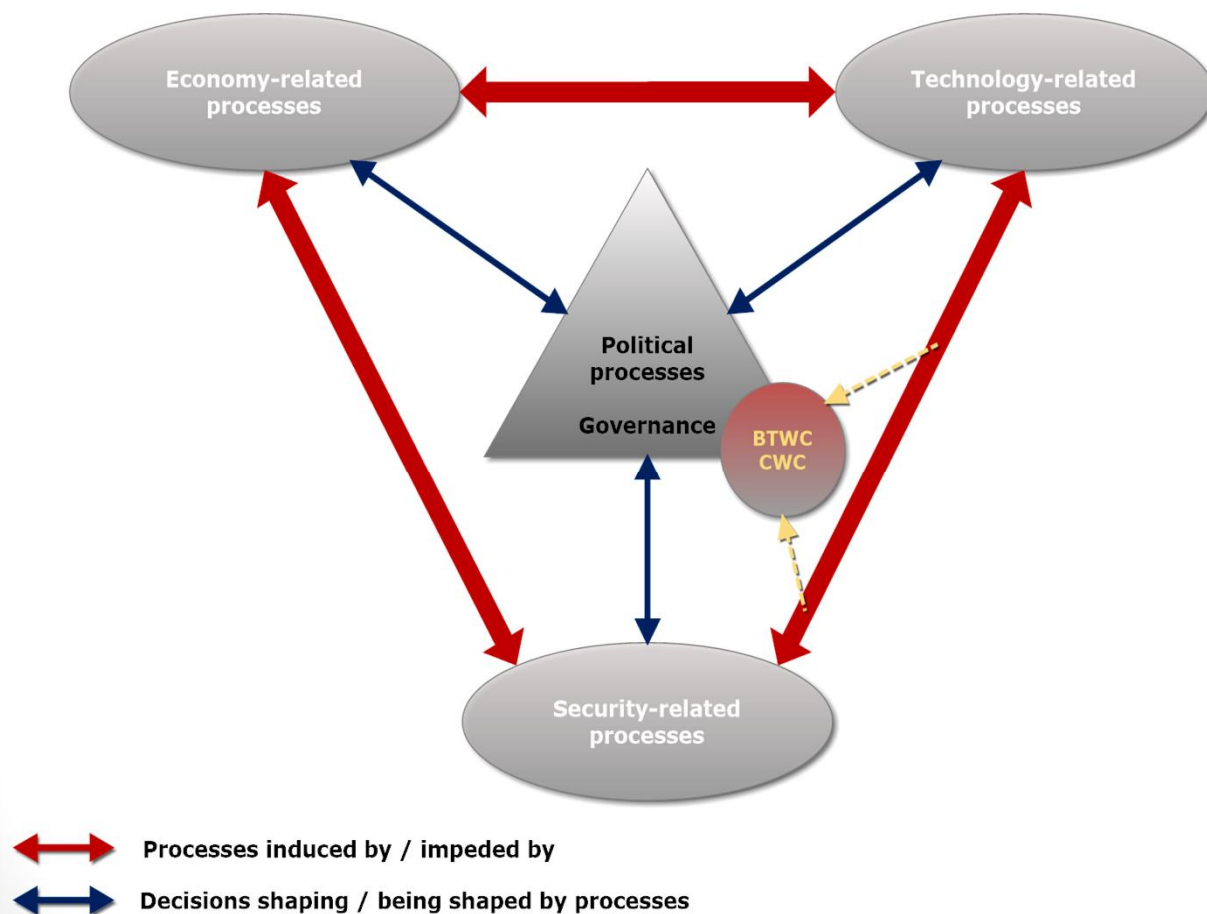 Economy-related
processes
Technology-related
processes
Political
processes
Governance
BTWC
CWC
Security-related
processes
Processes induced by / impeded by
Decisions shaping / being shaped by processes